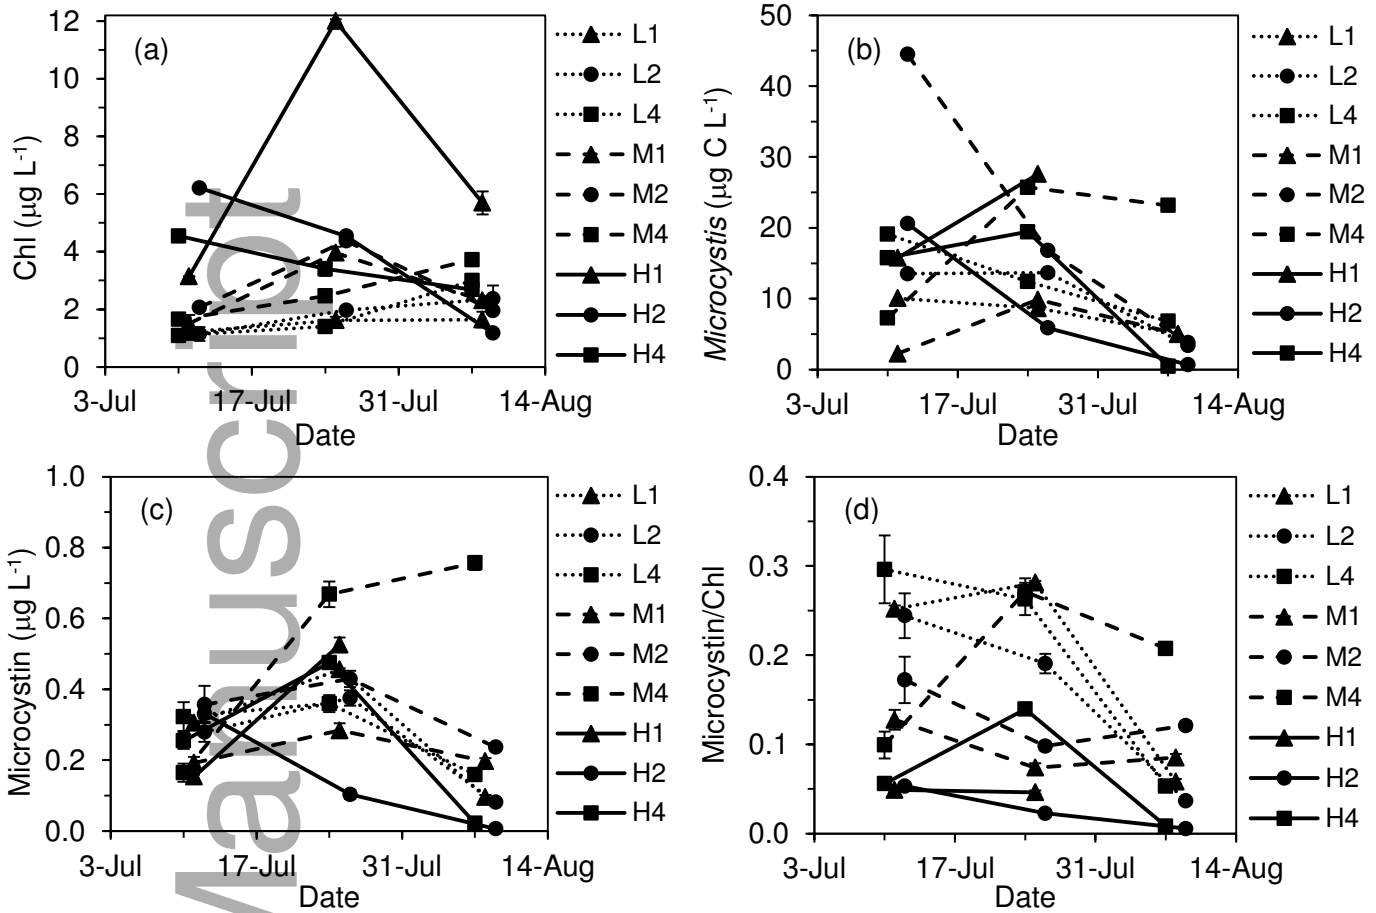 (a)
Chl (µg L-1)
12
10
8
6
4
2
0
3-Jul 17-Jul 31-Jul 14-Aug
Date
L1
L2
L4
M1
M2
M4
H1
H2
H4
(b)
Microcystis (µg C L-1)
50
40
30
20
10
0
3-Jul 17-Jul 31-Jul 14-Aug
Date
L1
L2
L4
M1
M2
M4
H1
H2
H4
(c)
Microcystin (µg L-1)
1.0
0.8
0.6
0.4
0.2
0.0
3-Jul 17-Jul 31-Jul 14-Aug
Date
L1
L2
L4
M1
M2
M4
H1
H2
H4
(d)
Microcystin/Chl
0.4
0.3
0.2
0.1
0.0
3-Jul 17-Jul 31-Jul 14-Aug
Date
L1
L2
L4
M1
M2
M4
H1
H2
H4
Manuscript